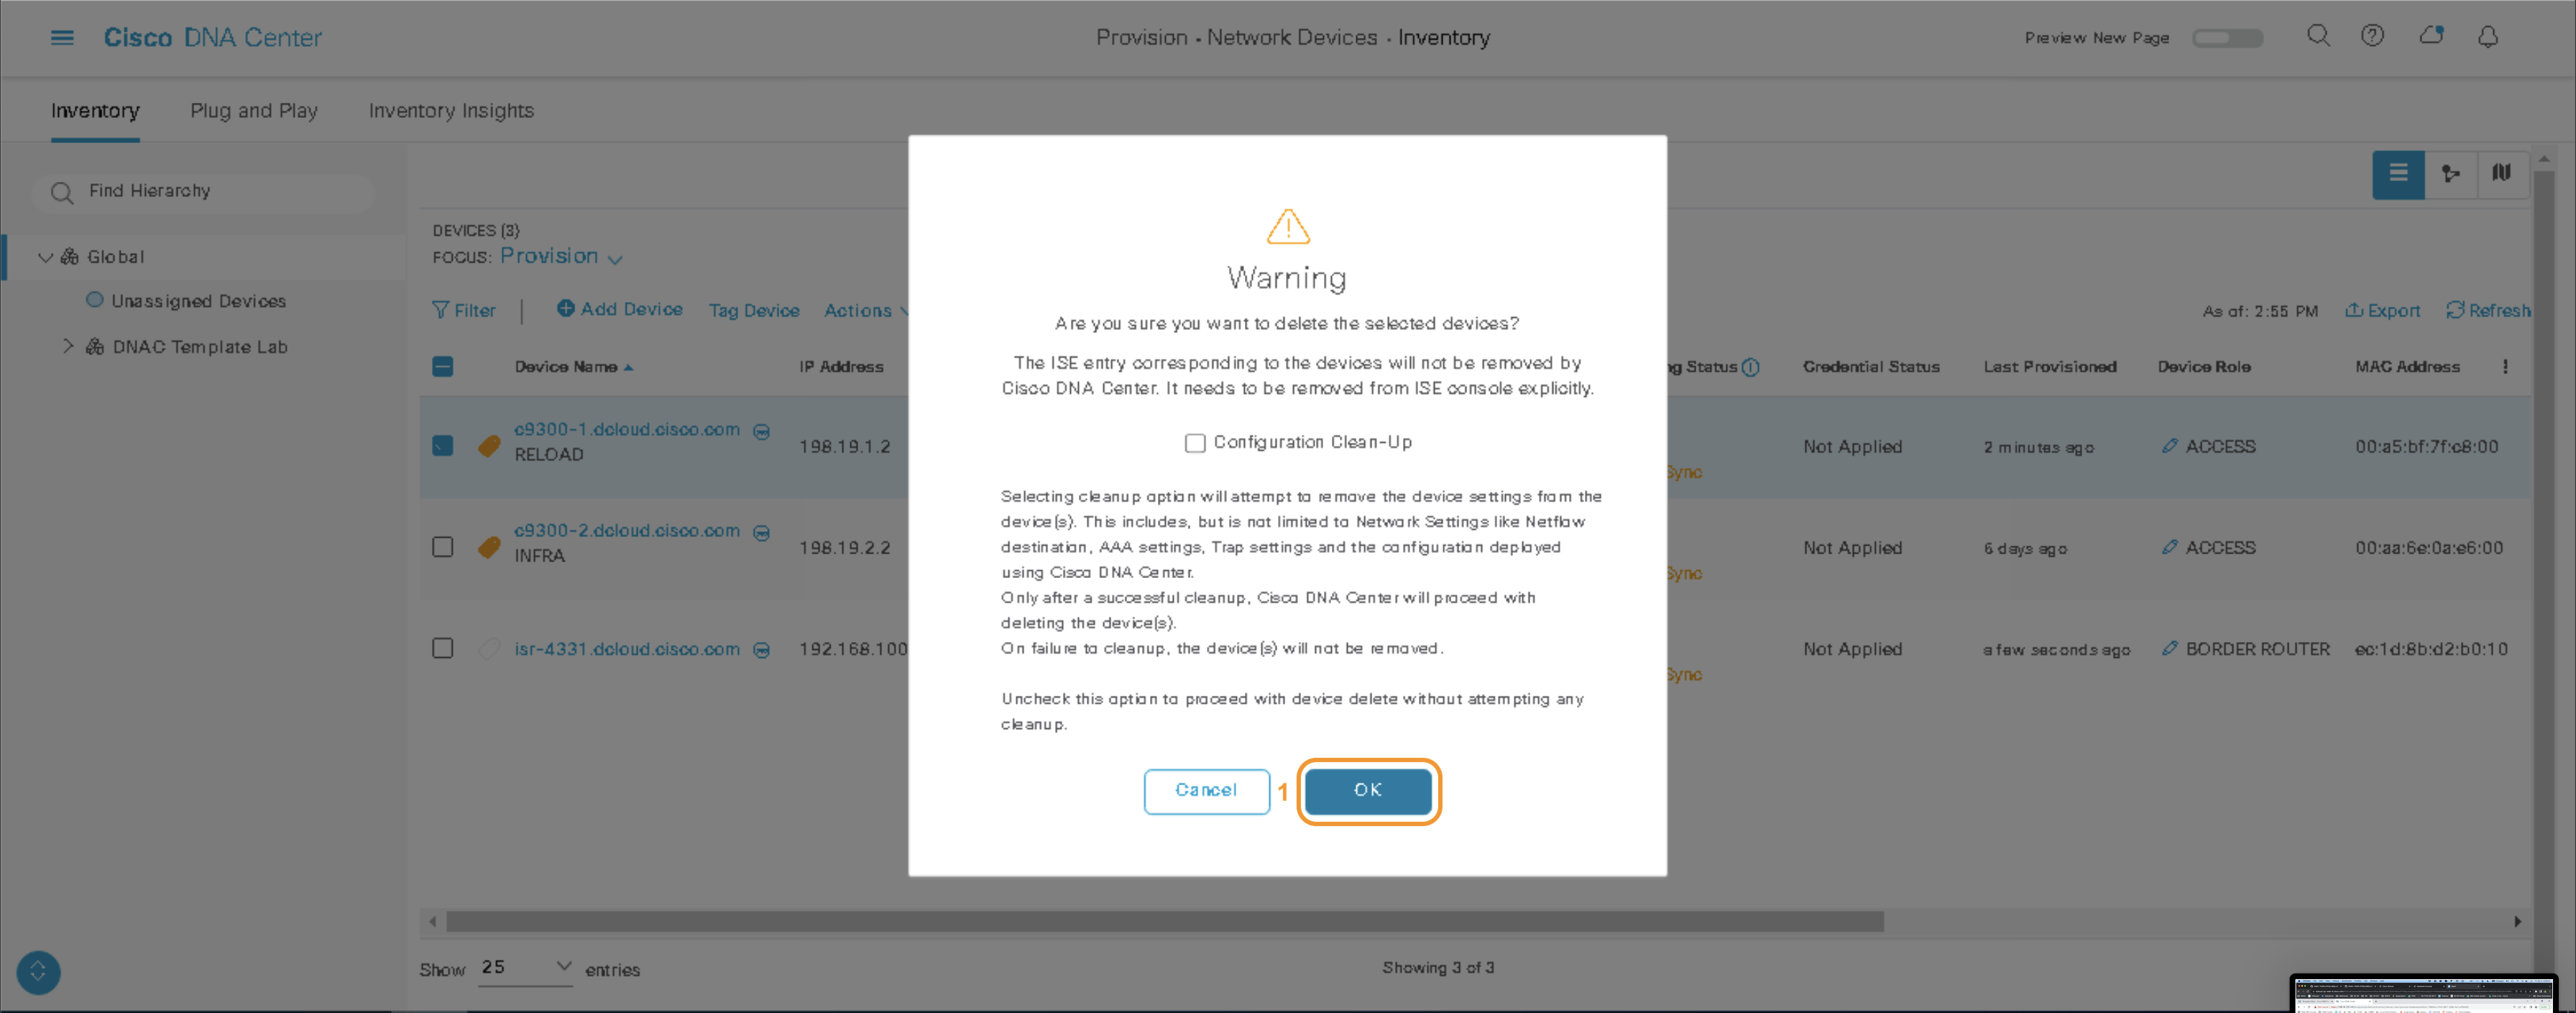 Cisco DNA Center
Provision • Network Devices • Inventory
Preview New Page
Inventory
Plug and Play
Inventory Insights
Find Hierarchy
Global
Unassigned Devices
DNAC Template Lab
DEVICES (3)
FOCUS: Provision
Filter | Add Device Tag Device Actions
As of: 2:55 PM Export Refresh
Device Name IP Address ng Status Credential Status Last Provisioned Device Role MAC Address
c9300-1.dcloud.cisco.com
RELOAD
198.19.1.2
Sync
Not Applied 2 minutes ago ACCESS 00:a5:bf:7f:c8:00
c9300-2.dcloud.cisco.com
INFRA
198.19.2.2
Sync
Not Applied 6 days ago ACCESS 00:aa:6e:0a:e6:00
isr-4331.dcloud.cisco.com
192.168.100
Sync
Not Applied a few seconds ago BORDER ROUTER ec:1d:8b:d2:b0:10
Warning
Are you sure you want to delete the selected devices?
The ISE entry corresponding to the devices will not be removed by
Cisco DNA Center. It needs to be removed from ISE console explicitly.
Configuration Clean-Up
Selecting cleanup option will attempt to remove the device settings from the
device(s). This includes, but is not limited to Network Settings like Netflow
destination, AAA settings, Trap settings and the configuration deployed
using Cisco DNA Center.
Only after a successful cleanup, Cisco DNA Center will proceed with
deleting the device(s).
On failure to cleanup, the device(s) will not be removed.
Uncheck this option to proceed with device delete without attempting any
cleanup.
Cancel 1 OK
Show 25 entries
Showing 3 of 3